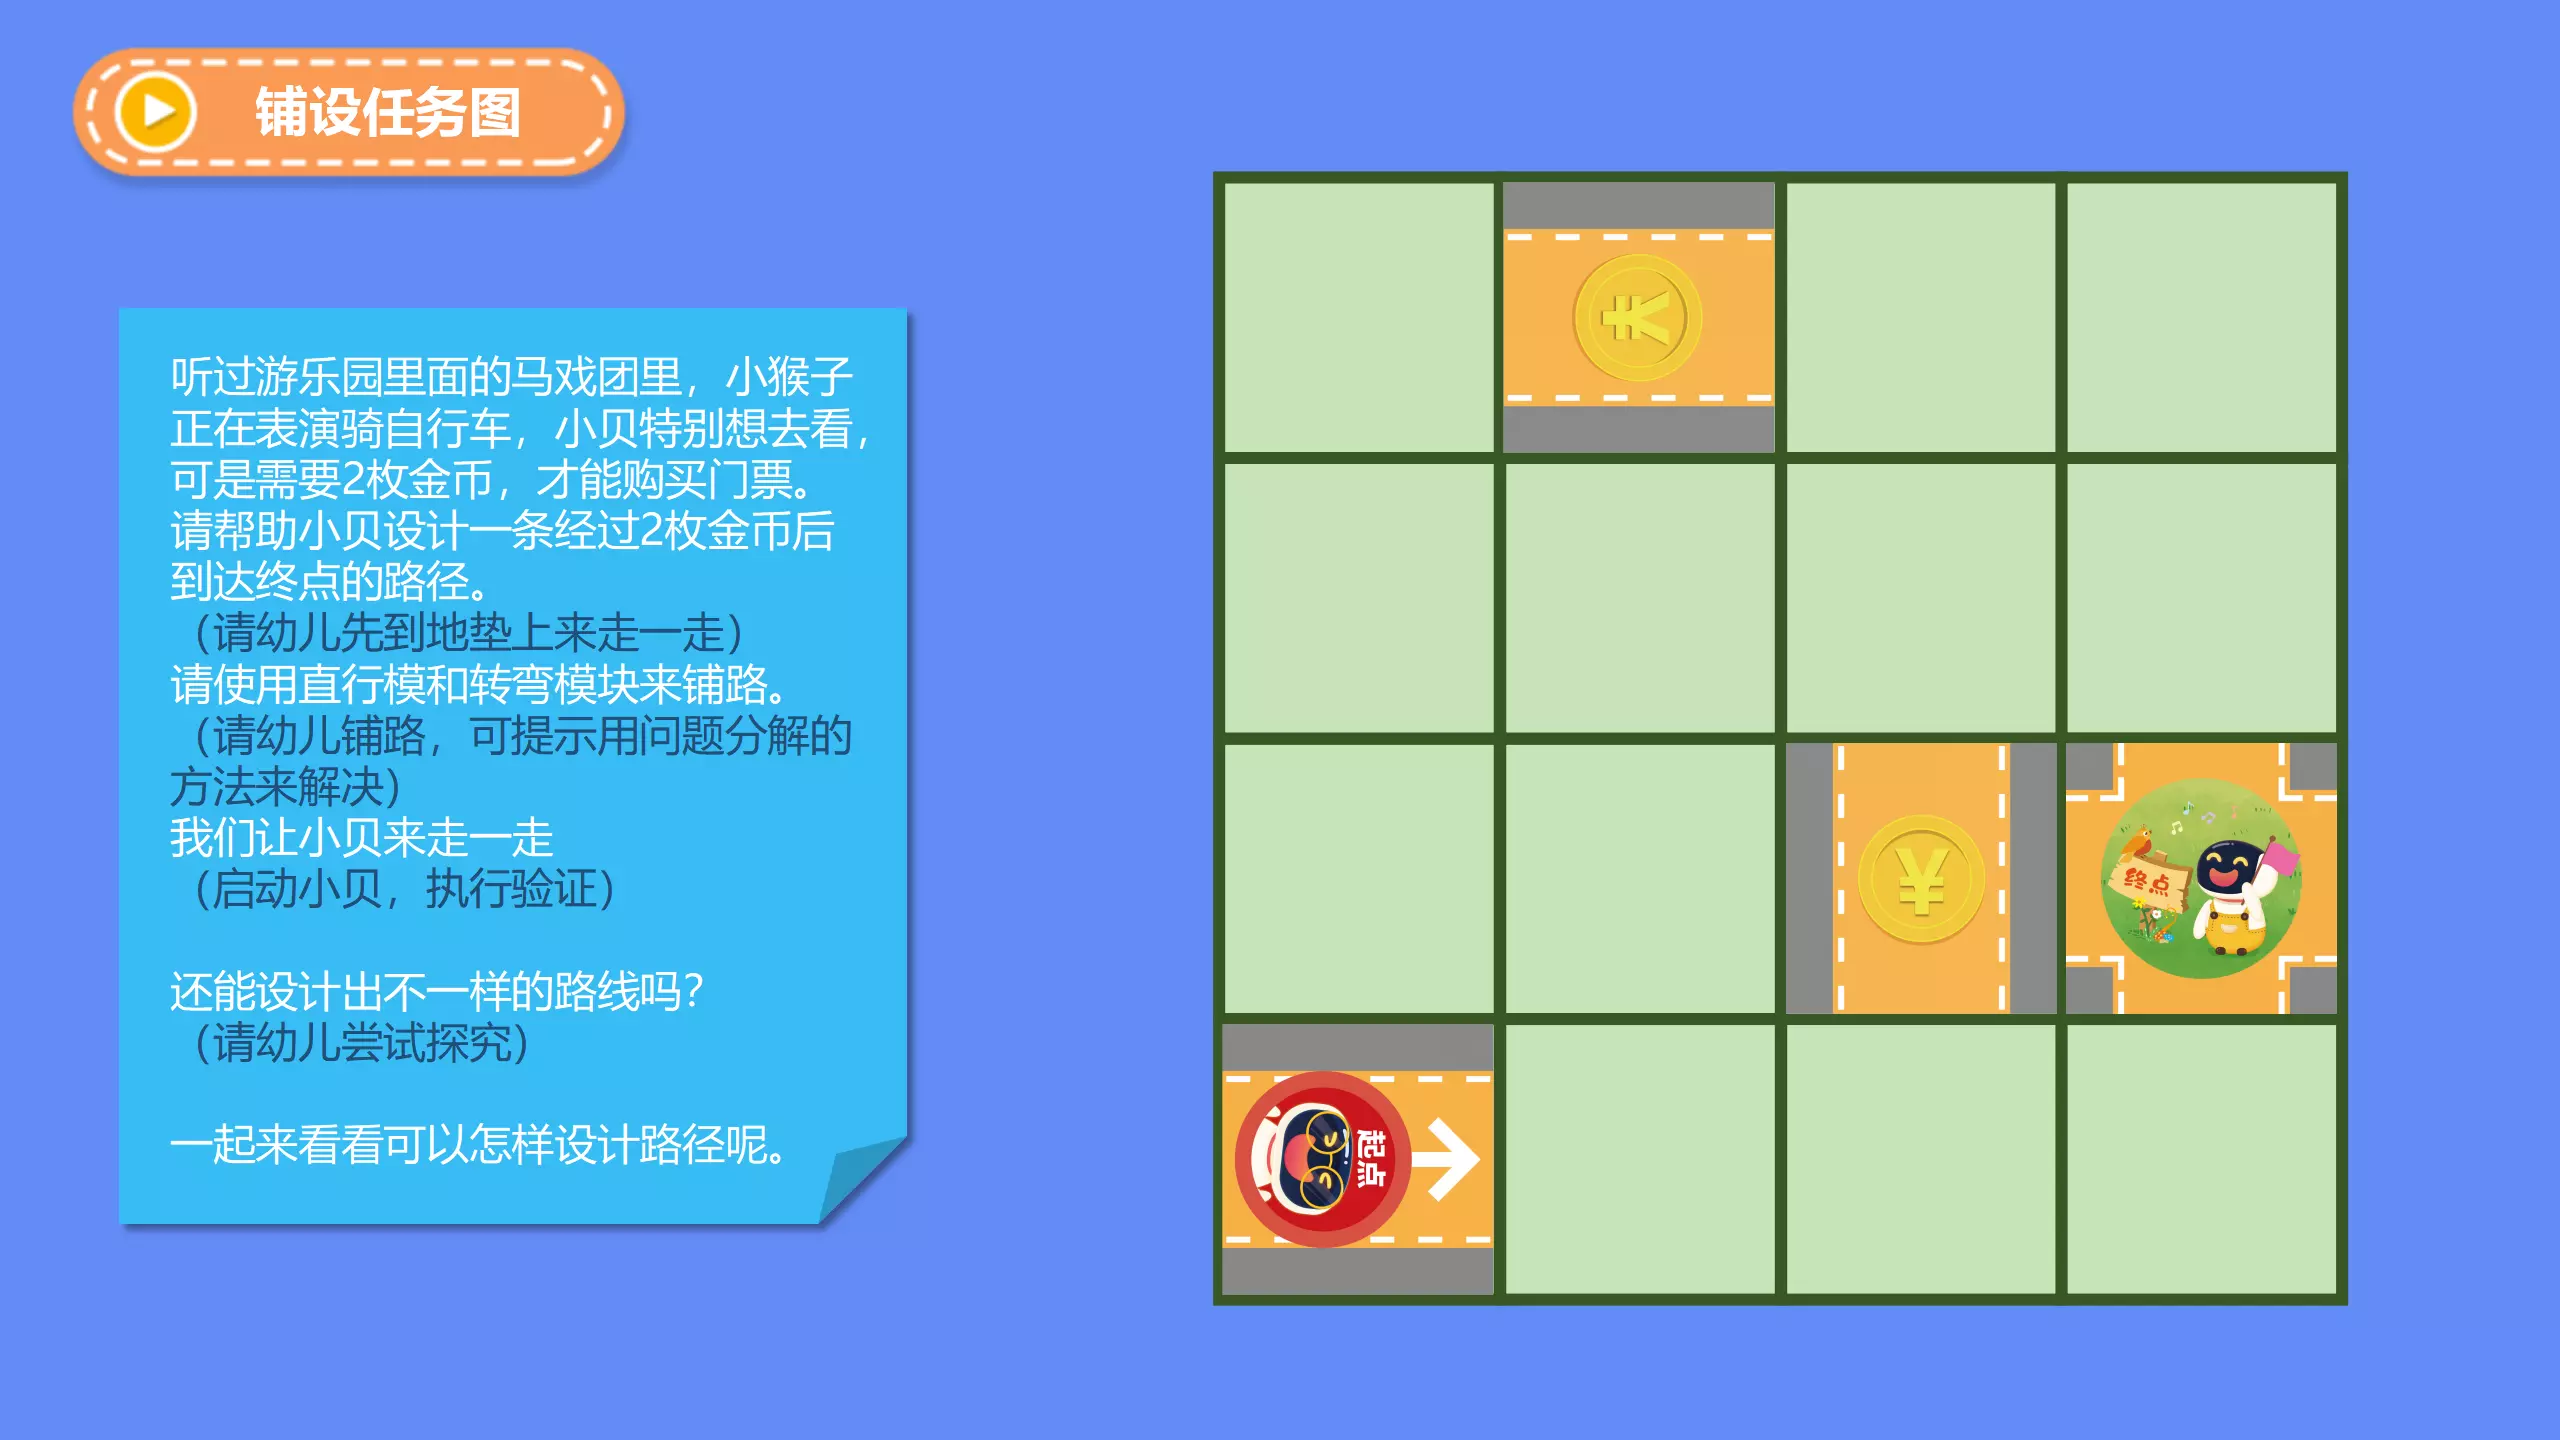 铺设任务图
听过游乐园里面的马戏团里，小猴子
正在表演骑自行车，小贝特别想去看，
可是需要2枚金币，才能购买门票。
请帮助小贝设计一条经过2枚金币后
到达终点的路径。
（请幼儿先到地垫上来走一走）
请使用直行模和转弯模块来铺路。
（请幼儿铺路，可提示用问题分解的
方法来解决）
我们让小贝来走一走
（启动小贝，执行验证）
还能设计出不一样的路线吗？
（请幼儿尝试探究）
一起来看看可以怎样设计路径呢。
¥
¥
终点
起点